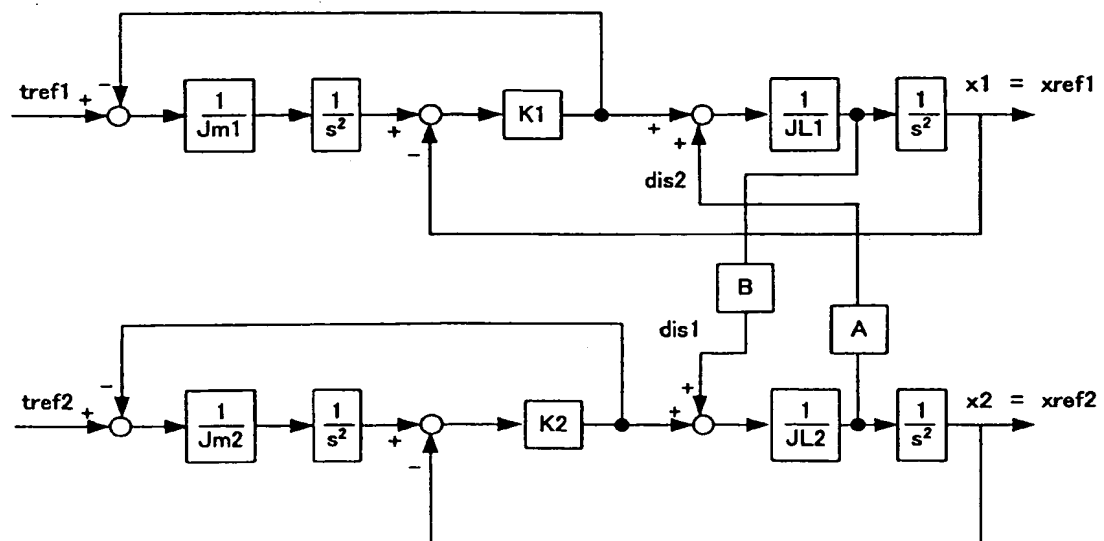 tref1
+
−
1
Jm1
1
s²
+
−
K1
+
+
dis2
1
JL1
1
s²
x1 = xref1
B
A
dis1
tref2
+
−
1
Jm2
1
s²
+
−
K2
+
+
1
JL2
1
s²
x2 = xref2